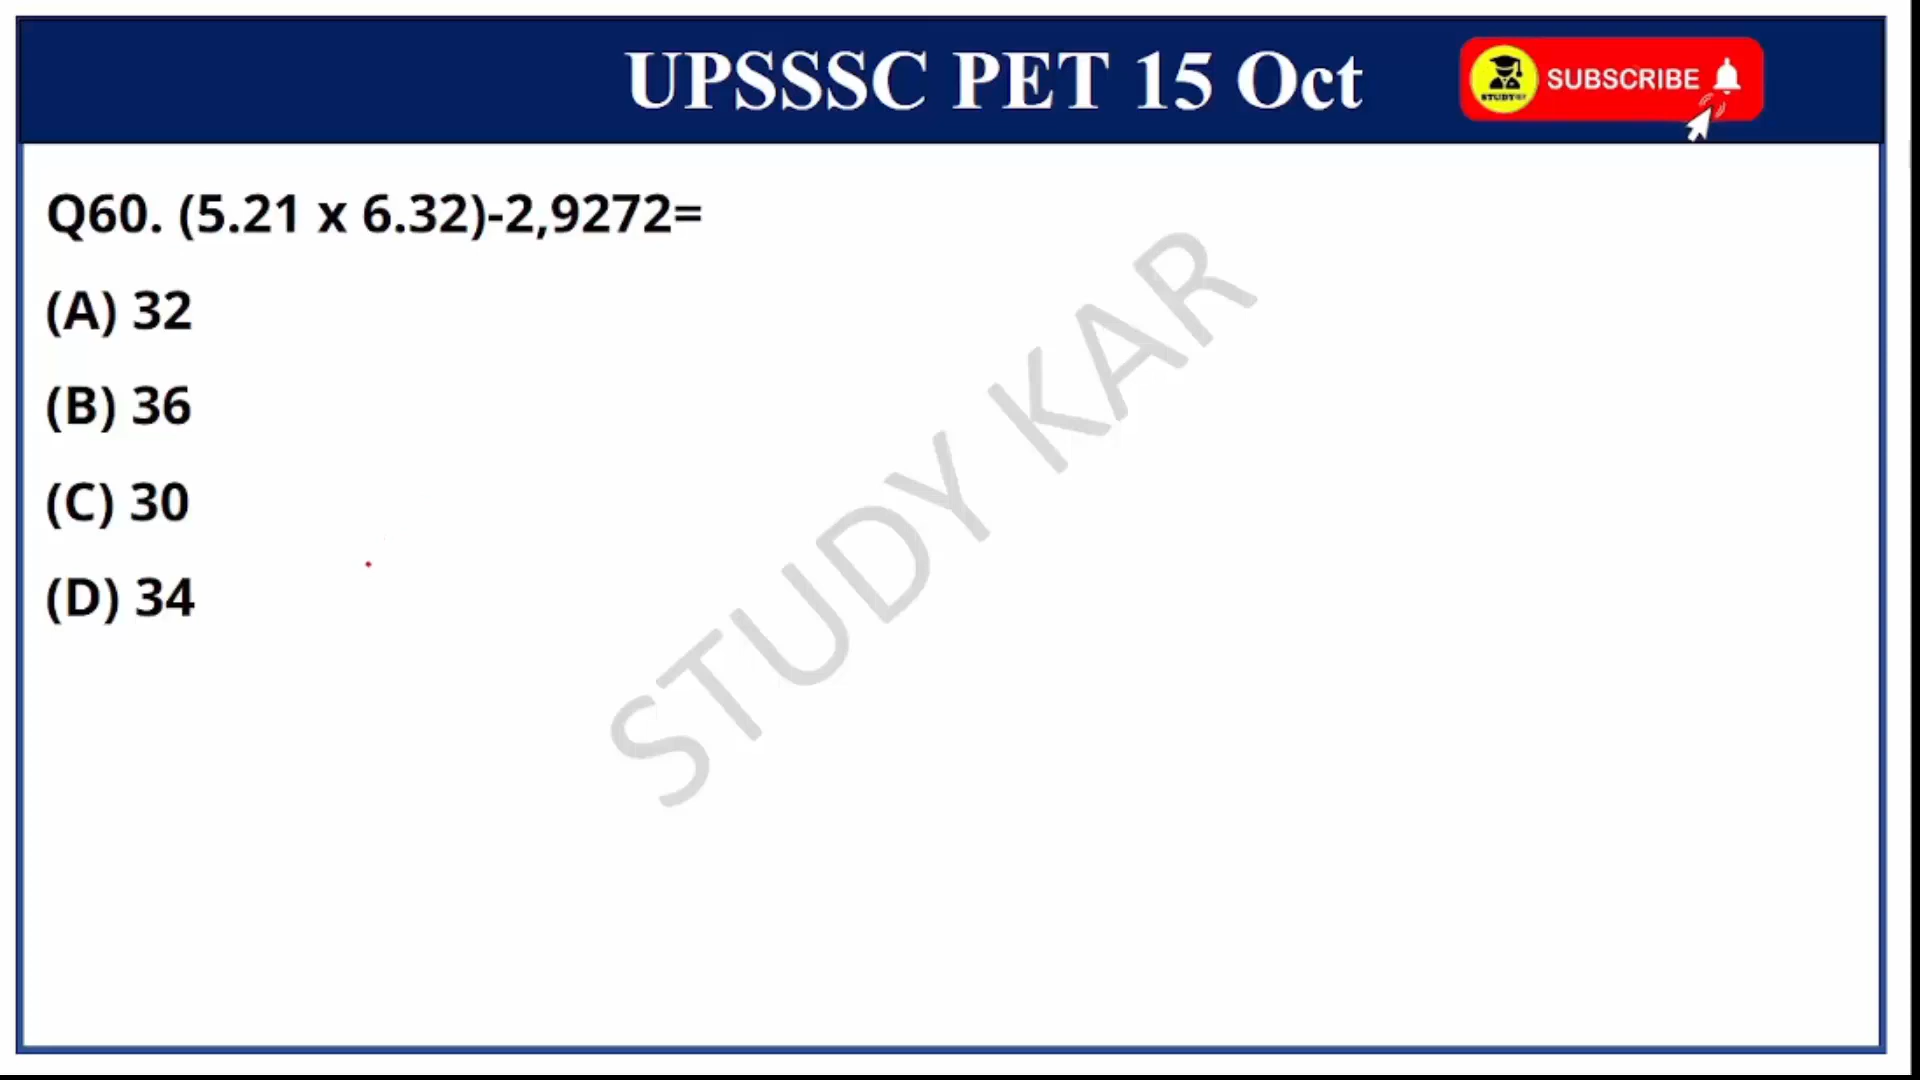 UPSSSC PET 15 Oct
SUBSCRIBE
Q60. (5.21 x 6.32)-2,9272=
(A) 32
(B) 36
(C) 30
(D) 34
STUDY KAR